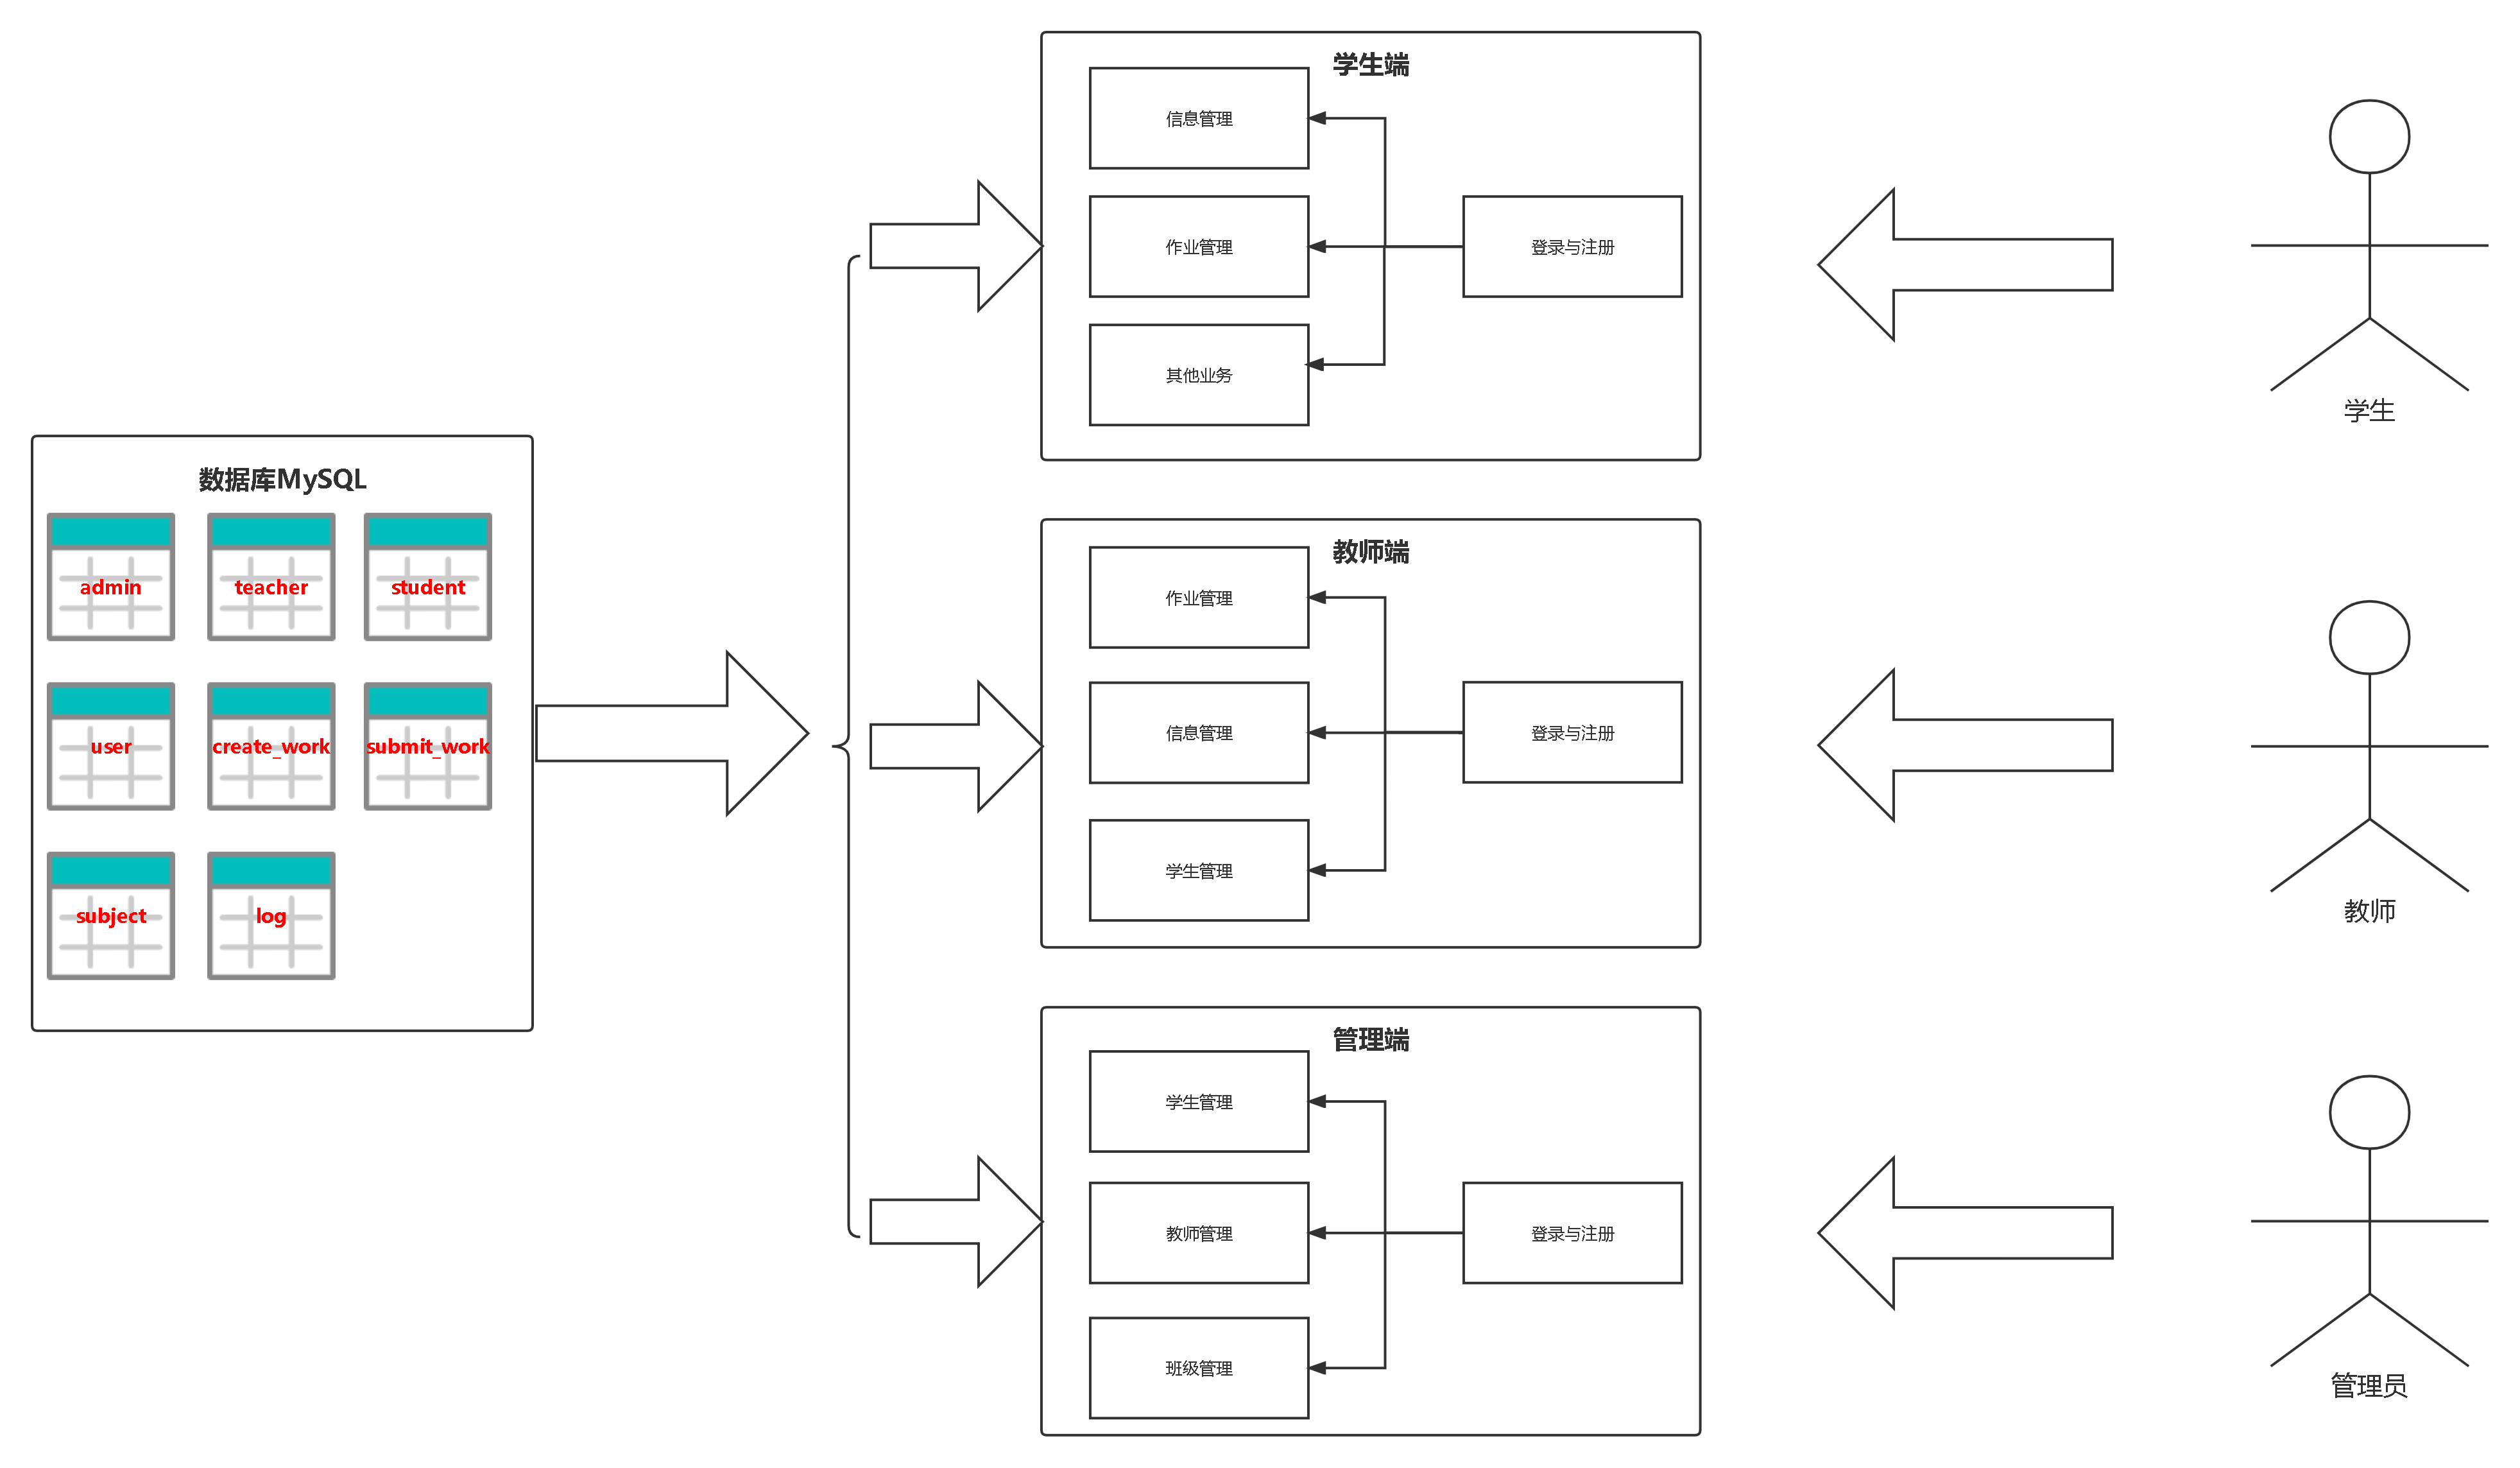 学生端
信息管理
作业管理
登录与注册
其他业务
学生
数据库MySQL
admin
teacher
student
user
create_work
submit_work
subject
log
教师端
作业管理
信息管理
登录与注册
学生管理
教师
管理端
学生管理
教师管理
登录与注册
班级管理
管理员